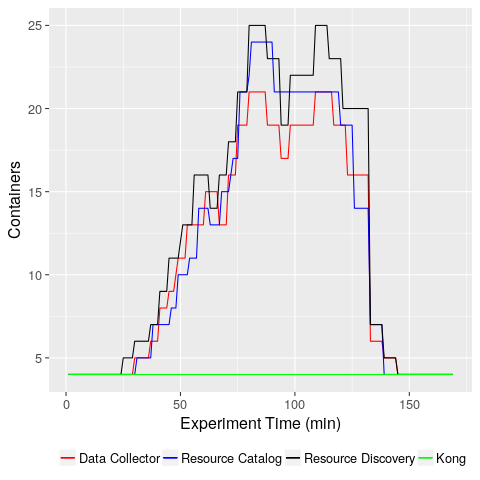 25
20
15
10
5
Containers
0 50 100 150
Experiment Time (min)
Data Collector Resource Catalog Resource Discovery Kong